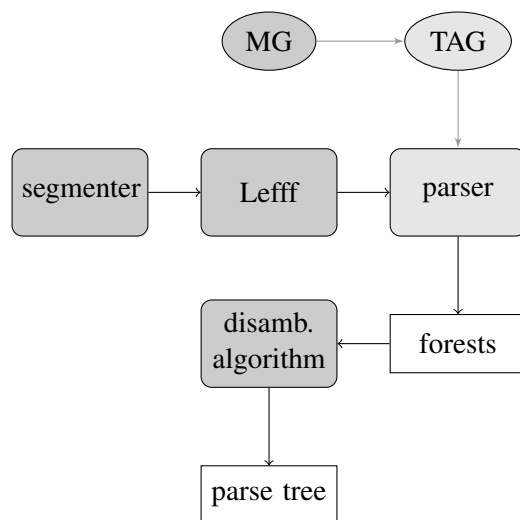 MG
TAG
segmenter
Lefff
parser
disamb.
algorithm
forests
parse tree